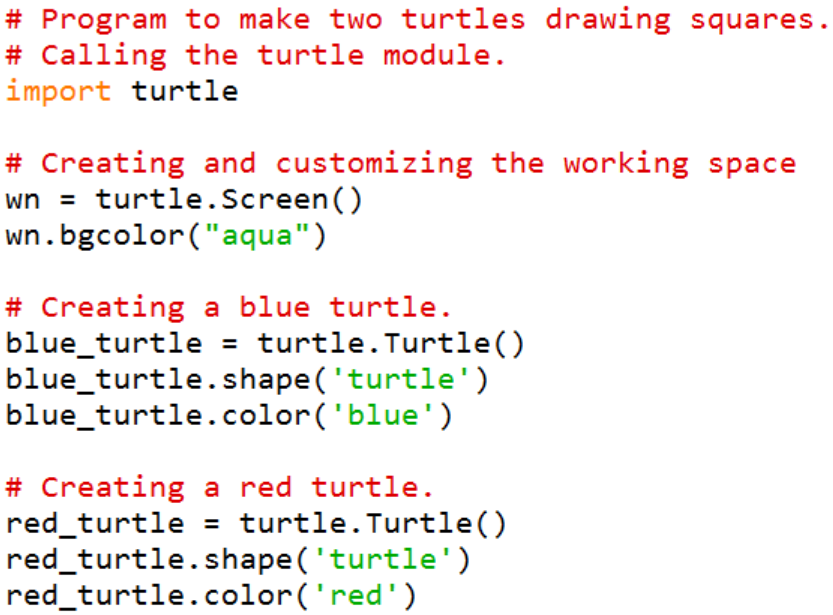 # Program to make two turtles drawing squares.
# Calling the turtle module.
import turtle
# Creating and customizing the working space
wn = turtle.Screen()
wn.bgcolor("aqua")
# Creating a blue turtle.
blue_turtle = turtle.Turtle()
blue_turtle.shape('turtle')
blue_turtle.color('blue')
# Creating a red turtle.
red_turtle = turtle.Turtle()
red_turtle.shape('turtle')
red_turtle.color('red')